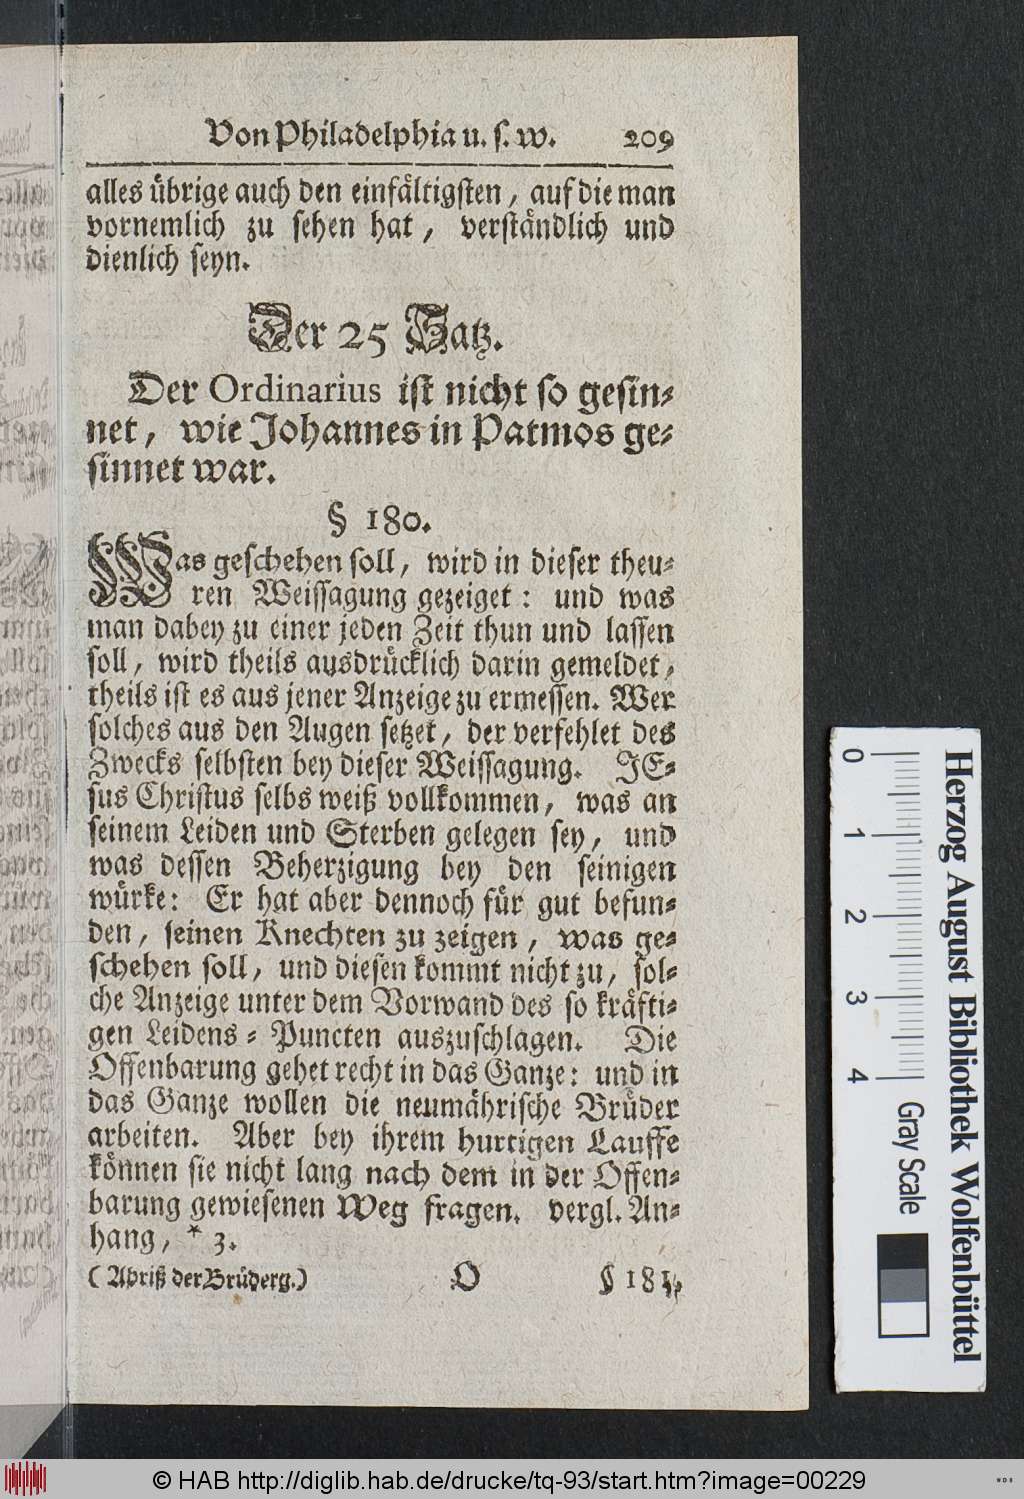 Von Philadelphia u. s. w. 209
alles übrige auch den einfältigsten, auf die man
vornemlich zu sehen hat, verständlich und
dienlich seyn.
Der 25 Satz.
Der Ordinarius ist nicht so gesin-
net, wie Johannes in Patmos ge-
sinnet war.
§ 180.
Was geschehen soll, wird in dieser theu-
ren Weissagung gezeiget: und was
man dabey zu einer jeden Zeit thun und lassen
soll, wird theils ausdrücklich darin gemeldet,
theils ist es aus jener Anzeige zu ermessen. Wer
solches aus den Augen setzet, der verfehlet des
Zwecks selbsten bey dieser Weissagung. JE-
sus Christus selbs weiß vollkommen, was an
seinem Leiden und Sterben gelegen sey, und
was dessen Beherzigung bey den seinigen
würke: Er hat aber dennoch für gut befun-
den, seinen Knechten zu zeigen, was ge-
schehen soll, und diesen kommt nicht zu, sol-
che Anzeige unter dem Vorwand des so kräfti-
gen Leidens-Puncten auszuschlagen. Die
Offenbarung gehet recht in das Ganze: und in
das Ganze wollen die neumährische Brüder
arbeiten. Aber bey ihrem hurtigen Lauffe
können sie nicht lang nach dem in der Offen-
barung gewiesenen Weg fragen. vergl. An-
hang, * 3.
(Abriß der Brüderg.) O § 181.
Herzog August Bibliothek Wolfenbüttel
0 1 2 3 4 Gray Scale
© HAB http://diglib.hab.de/drucke/tq-93/start.htm?image=00229